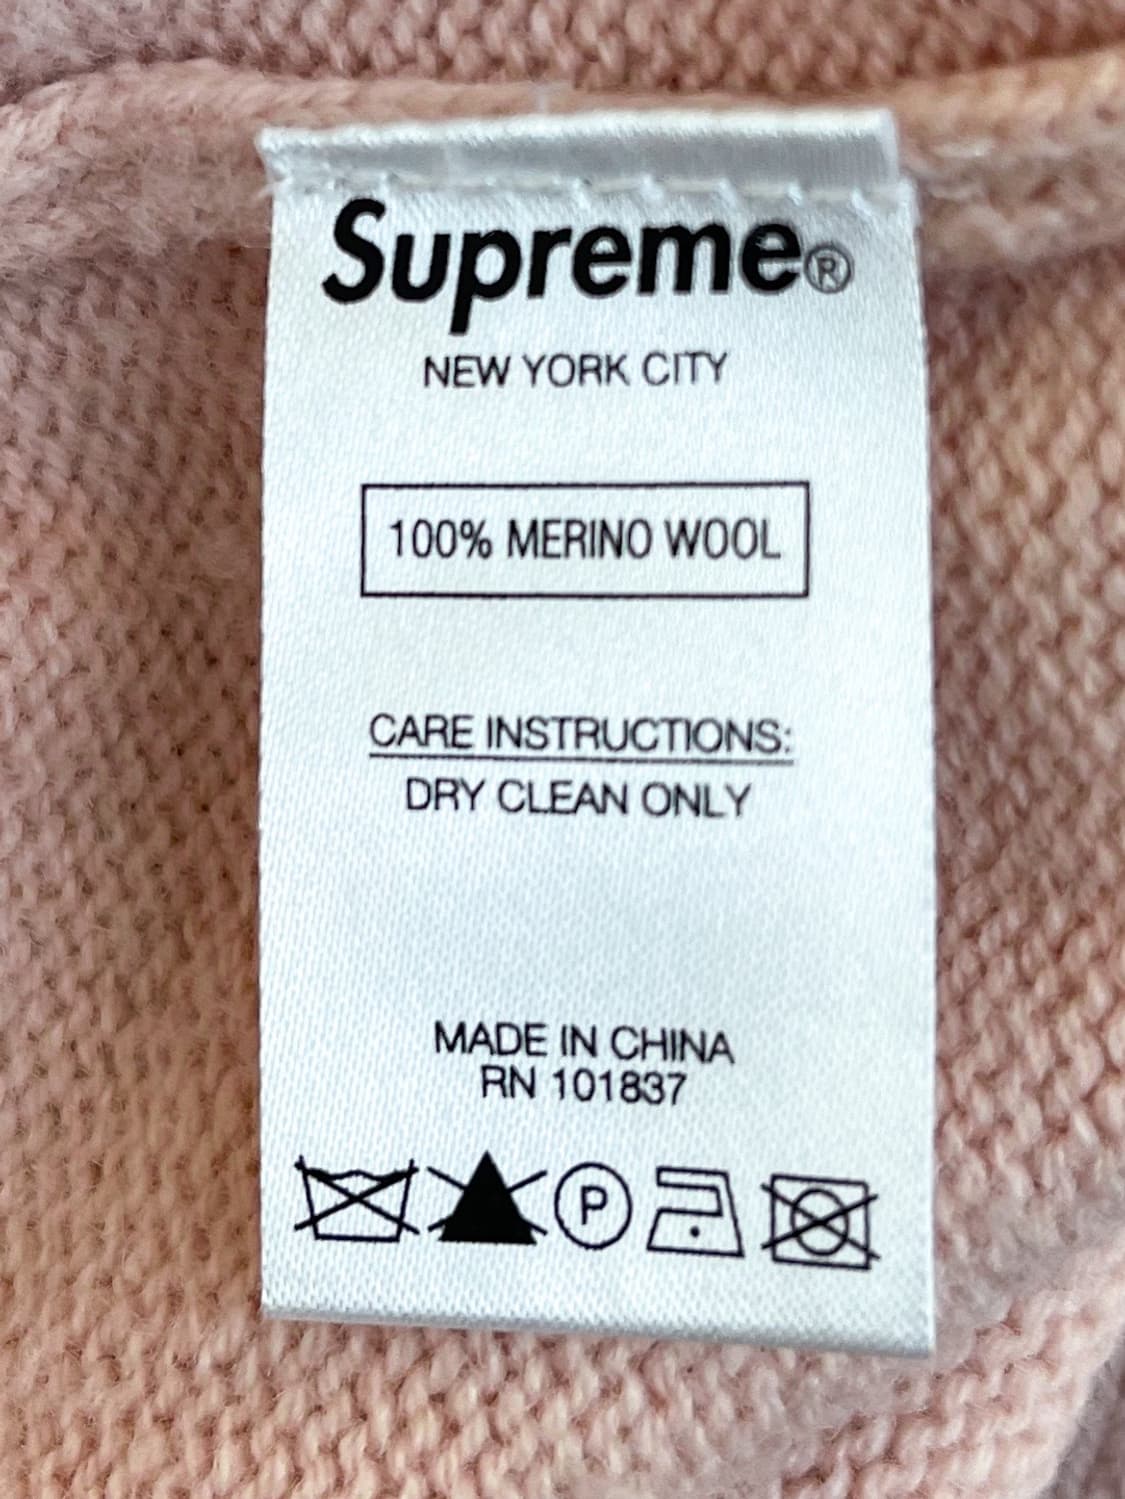 Supreme®
NEW YORK CITY
100% MERINO WOOL
CARE INSTRUCTIONS:
DRY CLEAN ONLY
MADE IN CHINA
RN 101837
P